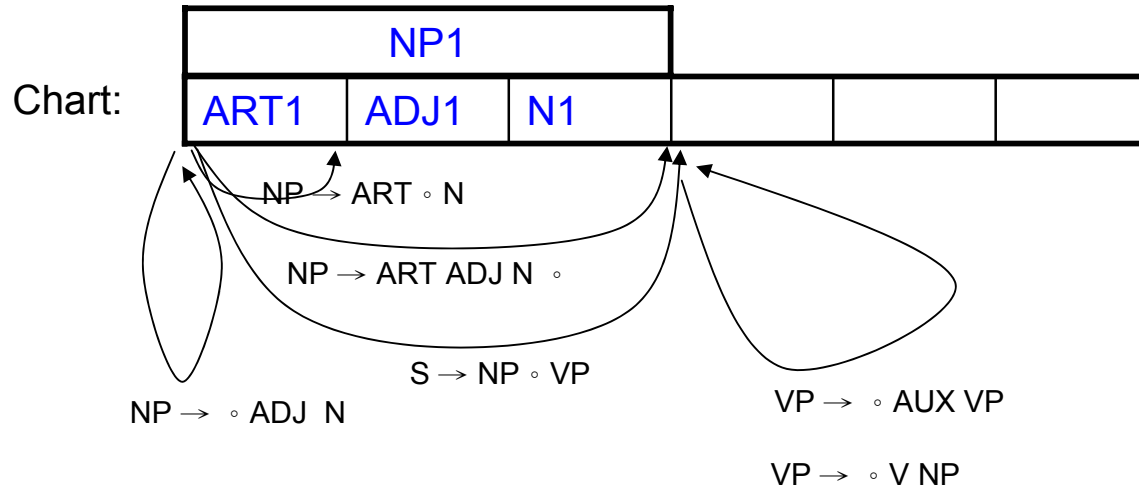 NP1
Chart: ART1 ADJ1 N1
NP → ART ∘ N
NP → ART ADJ N ∘
S → NP ∘ VP
NP → ∘ ADJ N
VP → ∘ AUX VP
VP → ∘ V NP